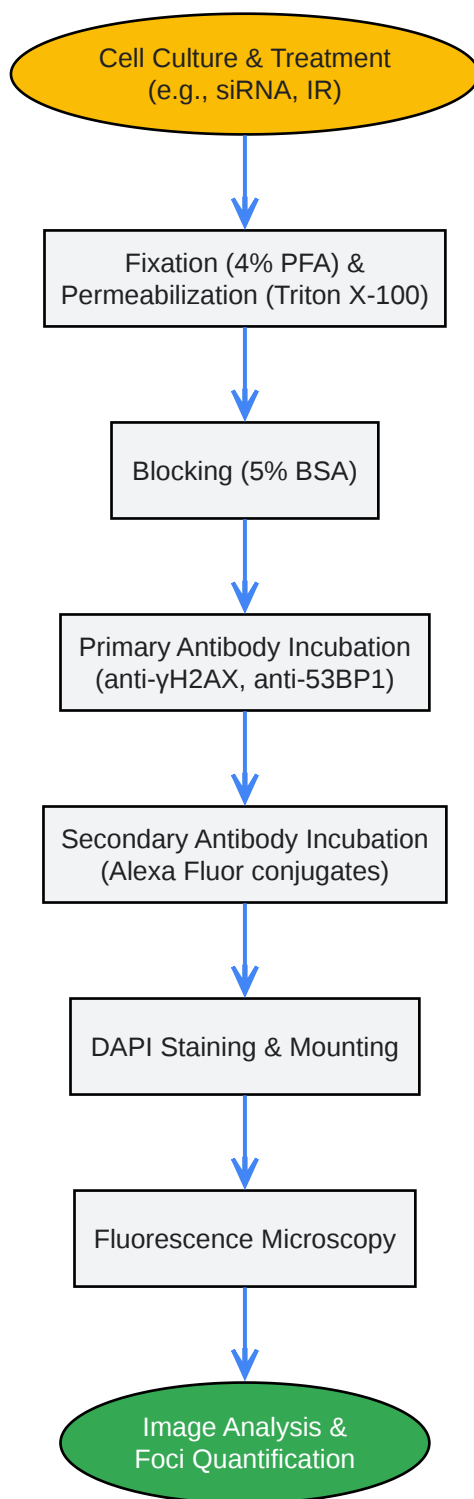 Cell Culture & Treatment
(e.g., siRNA, IR)
Fixation (4% PFA) &
Permeabilization (Triton X-100)
Blocking (5% BSA)
Primary Antibody Incubation
(anti-γH2AX, anti-53BP1)
Secondary Antibody Incubation
(Alexa Fluor conjugates)
DAPI Staining & Mounting
Fluorescence Microscopy
Image Analysis &
Foci Quantification